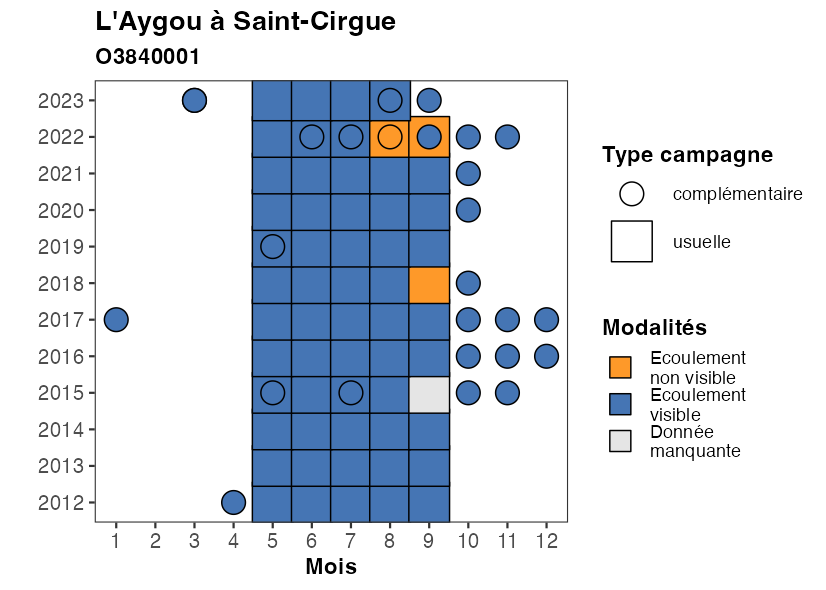 L'Aygou à Saint-Cirgue
O3840001
2023
2022
2021
2020
2019
2018
2017
2016
2015
2014
2013
2012
1 2 3 4 5 6 7 8 9 10 11 12
Mois
Type campagne
complémentaire
usuelle
Modalités
Ecoulement
non visible
Ecoulement
visible
Donnée
manquante